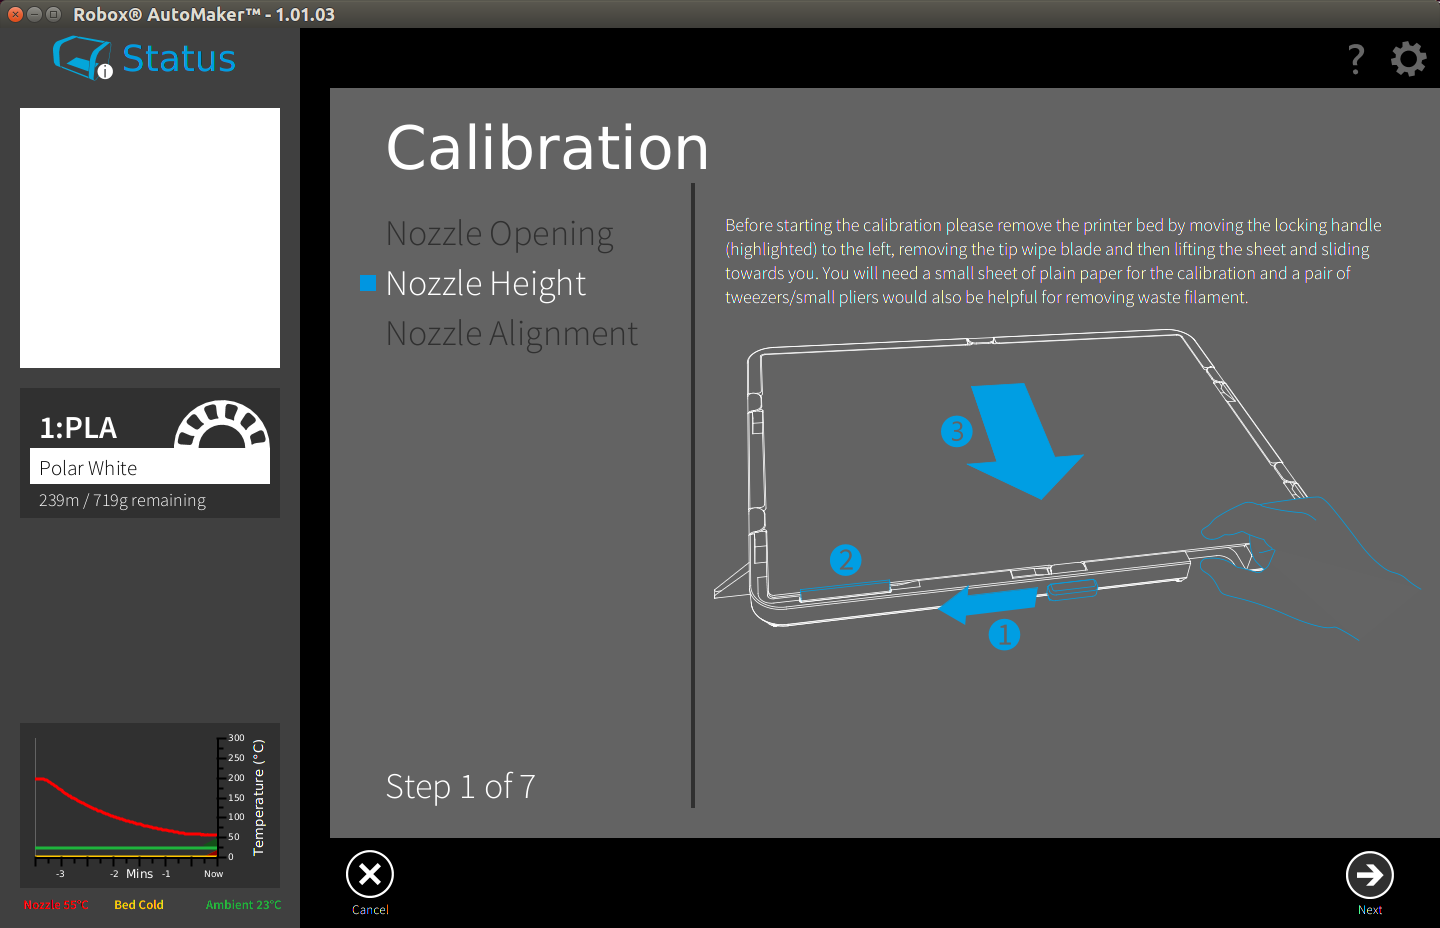 Robox® AutoMaker™ - 1.01.03
Status
?
Calibration
Nozzle Opening
Nozzle Height
Nozzle Alignment
Before starting the calibration please remove the printer bed by moving the locking handle
(highlighted) to the left, removing the tip wipe blade and then lifting the sheet and sliding
towards you. You will need a small sheet of plain paper for the calibration and a pair of
tweezers/small pliers would also be helpful for removing waste filament.
3
2
1
Step 1 of 7
1:PLA
Polar White
239m / 719g remaining
300
250
200
150
100
50
0
Temperature (°C)
-3 -2 Mins -1 Now
Nozzle 55°C Bed Cold Ambient 23°C
Cancel
Next